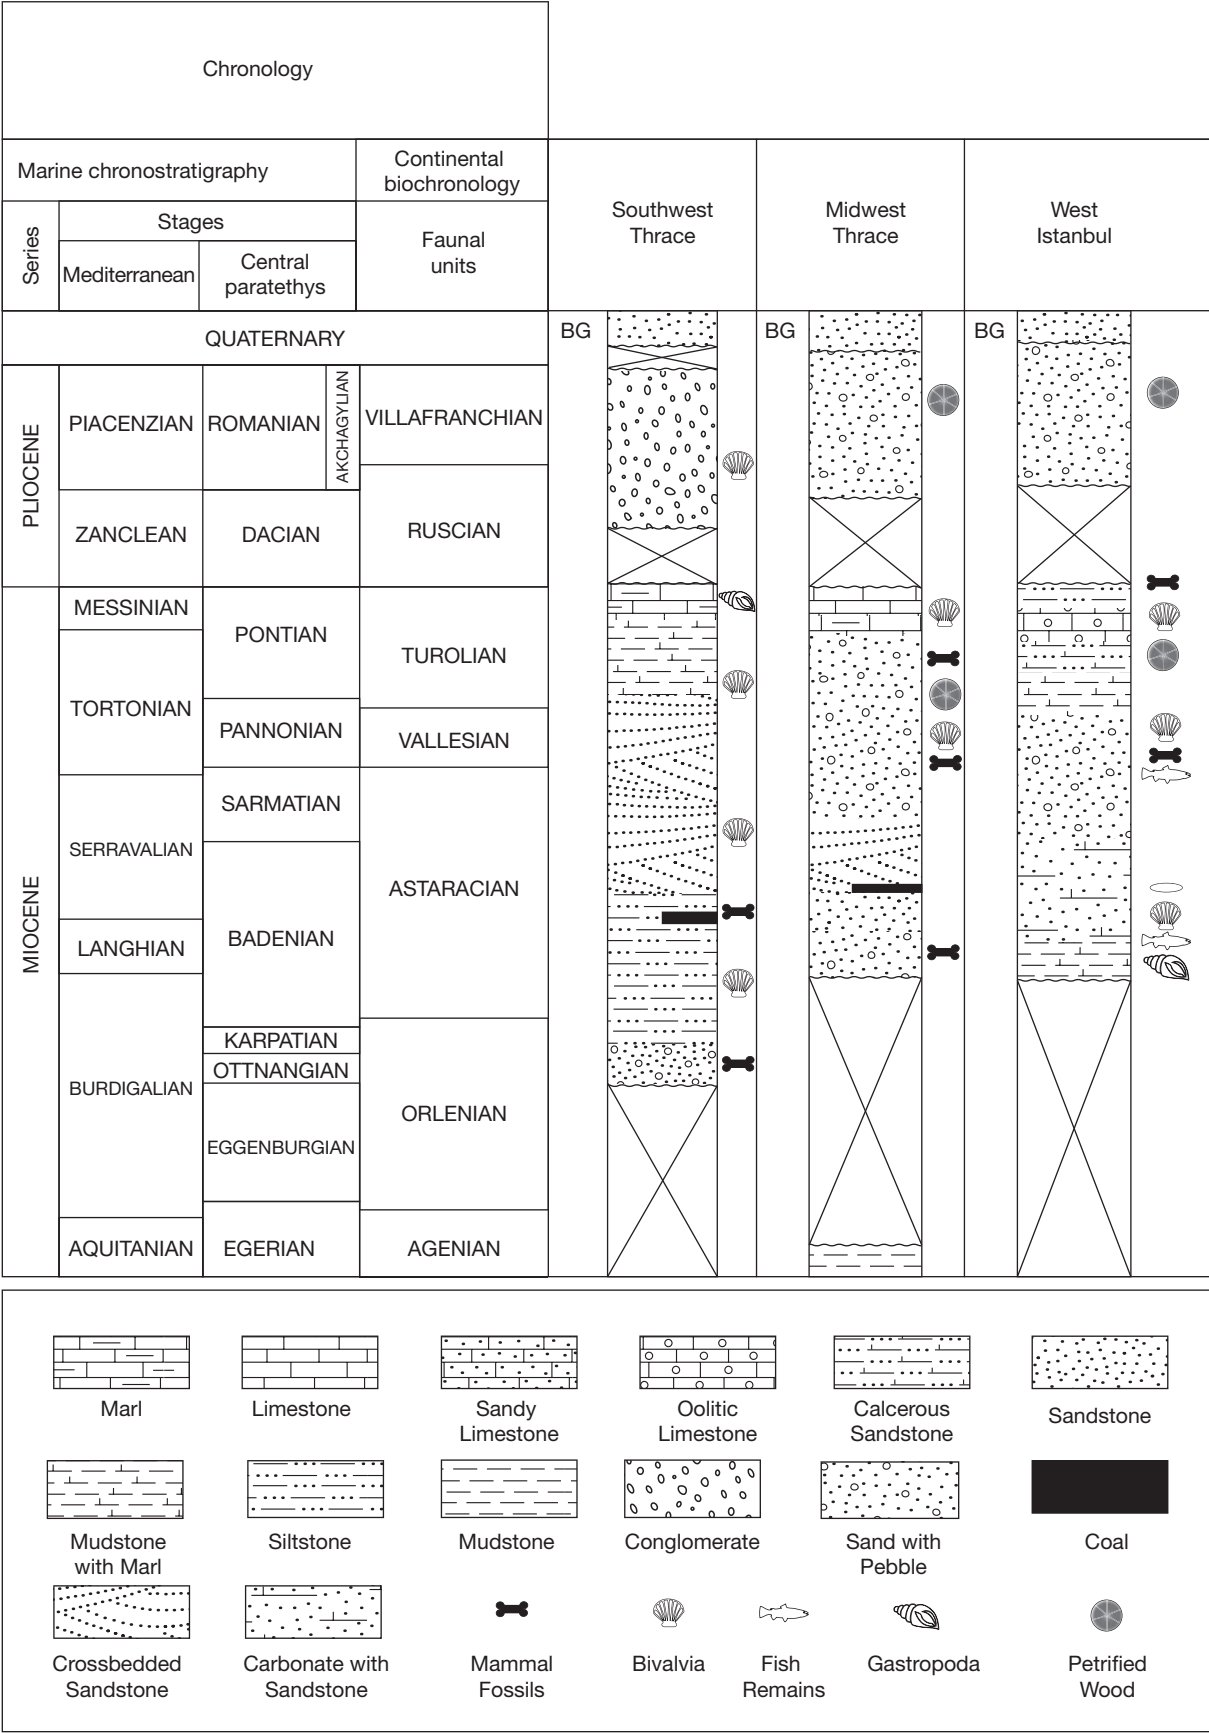 Chronology
Marine chronostratigraphy
Continental
biochronology
Series
Stages
Mediterranean
Central
paratethys
Faunal
units
Southwest
Thrace
Midwest
Thrace
West
Istanbul
QUATERNARY
BG
BG
BG
PLIOCENE
PIACENZIAN
ROMANIAN
AKCHAGYLIAN
VILLAFRANCHIAN
ZANCLEAN
DACIAN
RUSCIAN
MIOCENE
MESSINIAN
PONTIAN
TUROLIAN
TORTONIAN
PANNONIAN
VALLESIAN
SARMATIAN
SERRAVALIAN
ASTARACIAN
BADENIAN
LANGHIAN
KARPATIAN
OTTNANGIAN
BURDIGALIAN
ORLENIAN
EGGENBURGIAN
AQUITANIAN
EGERIAN
AGENIAN
Marl
Limestone
Sandy
Limestone
Oolitic
Limestone
Calcerous
Sandstone
Sandstone
Mudstone
with Marl
Siltstone
Mudstone
Conglomerate
Sand with
Pebble
Coal
Crossbedded
Sandstone
Carbonate with
Sandstone
Mammal
Fossils
Bivalvia
Fish
Remains
Gastropoda
Petrified
Wood